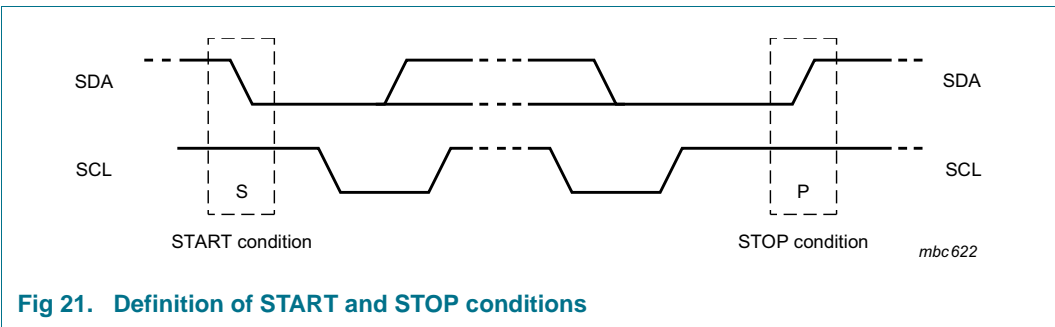 SDA SDA
SCL SCL
S P
START condition STOP condition
mbc622
Fig 21. Definition of START and STOP conditions